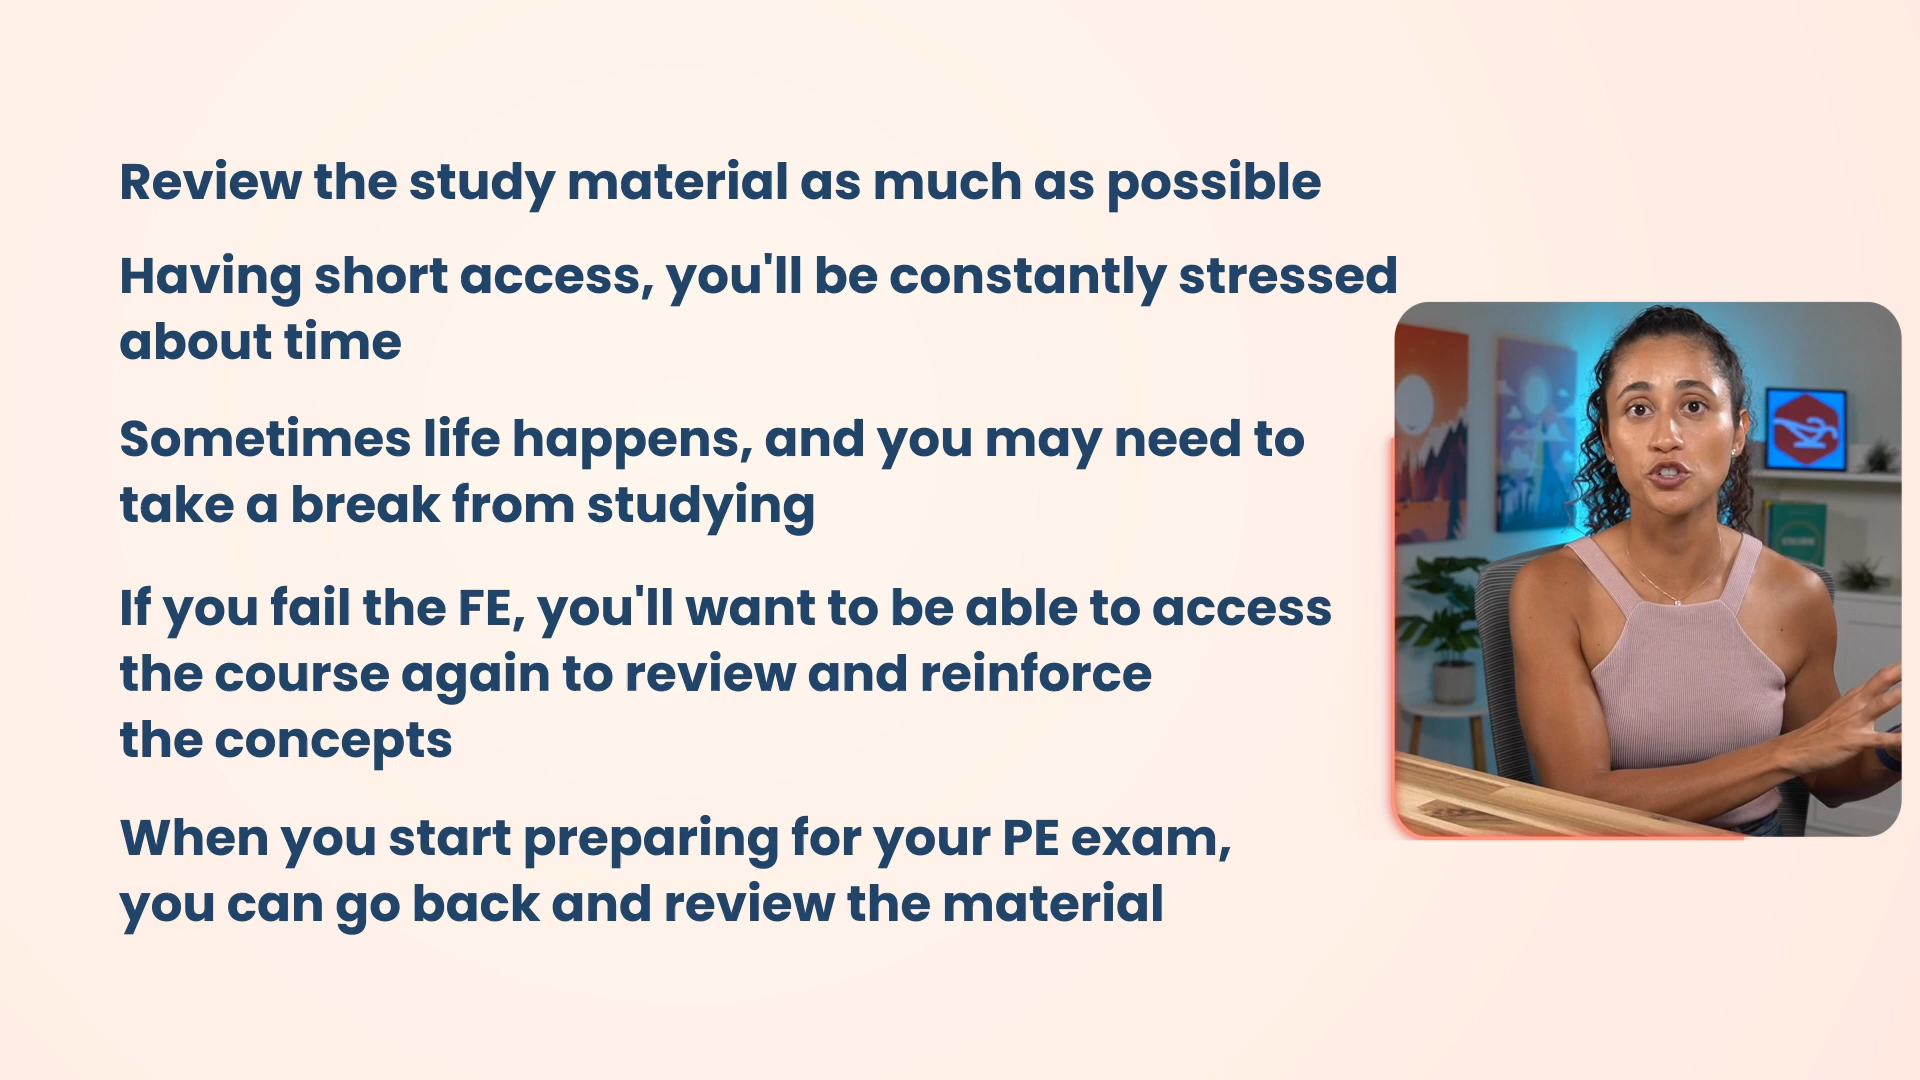 Review the study material as much as possible
Having short access, you'll be constantly stressed
about time
Sometimes life happens, and you may need to
take a break from studying
If you fail the FE, you'll want to be able to access
the course again to review and reinforce
the concepts
When you start preparing for your PE exam,
you can go back and review the material